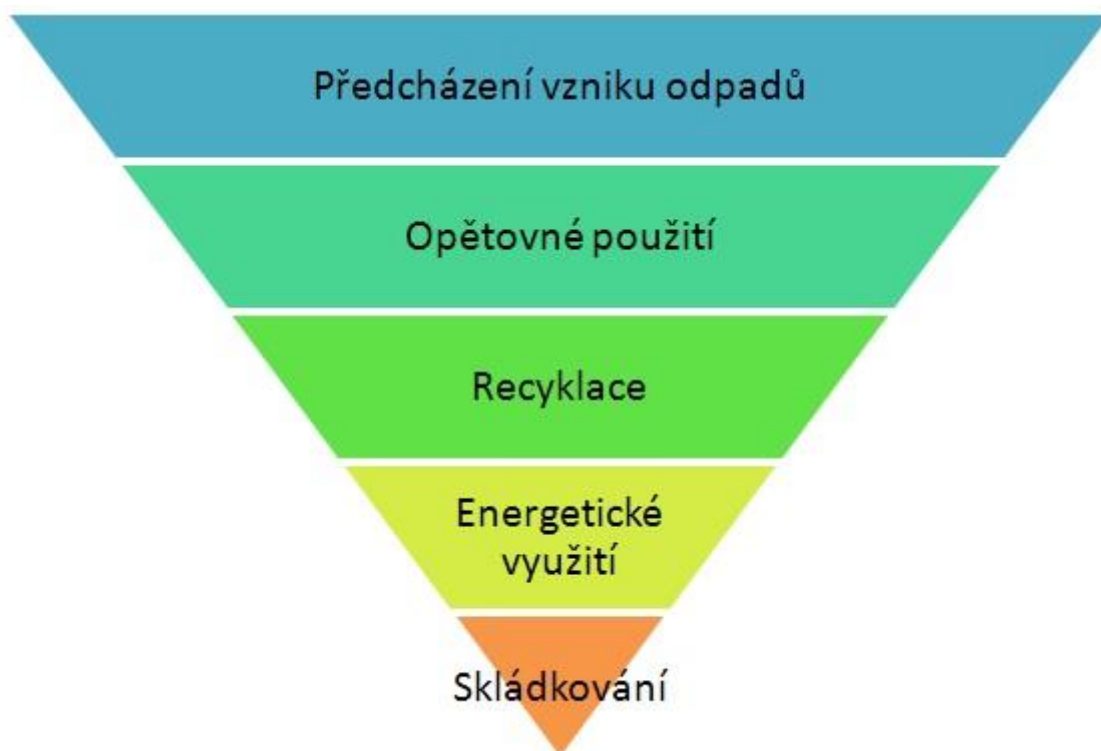 Předcházení vzniku odpadů
Opětovné použití
Recyklace
Energetické
využití
Skládkování